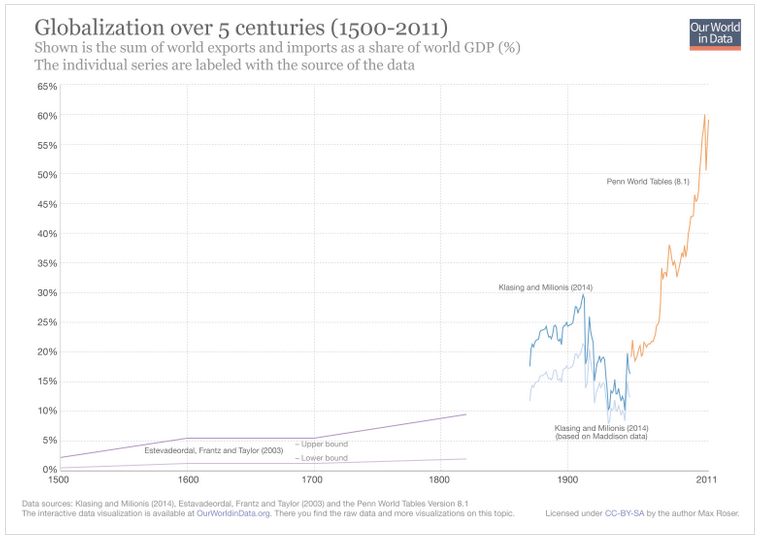 Globalization over 5 centuries (1500-2011)
Our World
in Data
Shown is the sum of world exports and imports as a share of world GDP (%)
The individual series are labeled with the source of the data
65%
60%
55%
50%
45%
40%
35%
30%
25%
20%
15%
10%
5%
0%
Penn World Tables (8.1)
Klasing and Milionis (2014)
Klasing and Milionis (2014)
(based on Maddison data)
Estevadeordal, Frantz and Taylor (2003)
– Upper bound
– Lower bound
1500
1600
1700
1800
1900
2011
Data sources: Klasing and Milionis (2014), Estavadeordal, Frantz and Taylor (2003) and the Penn World Tables Version 8.1
The interactive data visualization is available at OurWorldinData.org. There you find the raw data and more visualizations on this topic.
Licensed under CC-BY-SA by the author Max Roser.